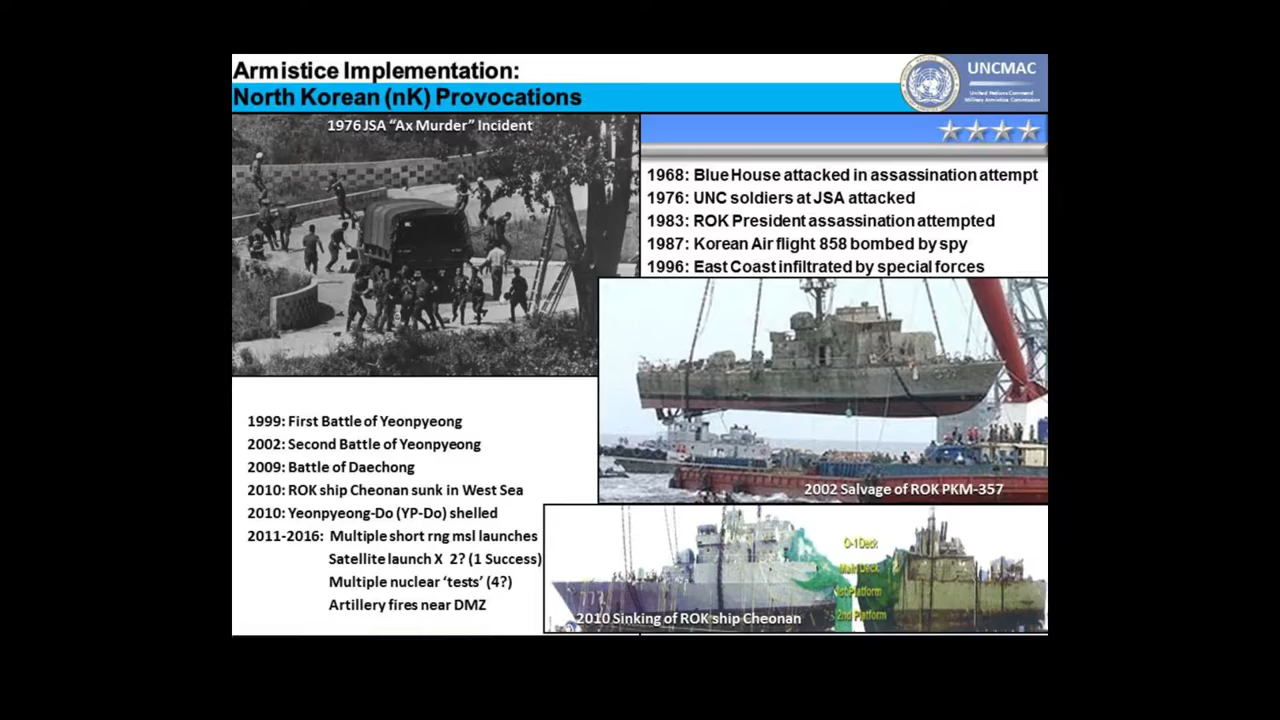 Armistice Implementation:
North Korean (nK) Provocations
UNCMAC
United Nations Command
Military Armistice Commission
1976 JSA “Ax Murder” Incident
1968: Blue House attacked in assassination attempt
1976: UNC soldiers at JSA attacked
1983: ROK President assassination attempted
1987: Korean Air flight 858 bombed by spy
1996: East Coast infiltrated by special forces
2002 Salvage of ROK PKM-357
1999: First Battle of Yeonpyeong
2002: Second Battle of Yeonpyeong
2009: Battle of Daechong
2010: ROK ship Cheonan sunk in West Sea
2010: Yeonpyeong-Do (YP-Do) shelled
2011-2016: Multiple short rng msl launches
Satellite launch X 2? (1 Success)
Multiple nuclear ‘tests’ (4?)
Artillery fires near DMZ
O-1 Deck
Main Deck
1st Platform
2nd Platform
772
2010 Sinking of ROK ship Cheonan